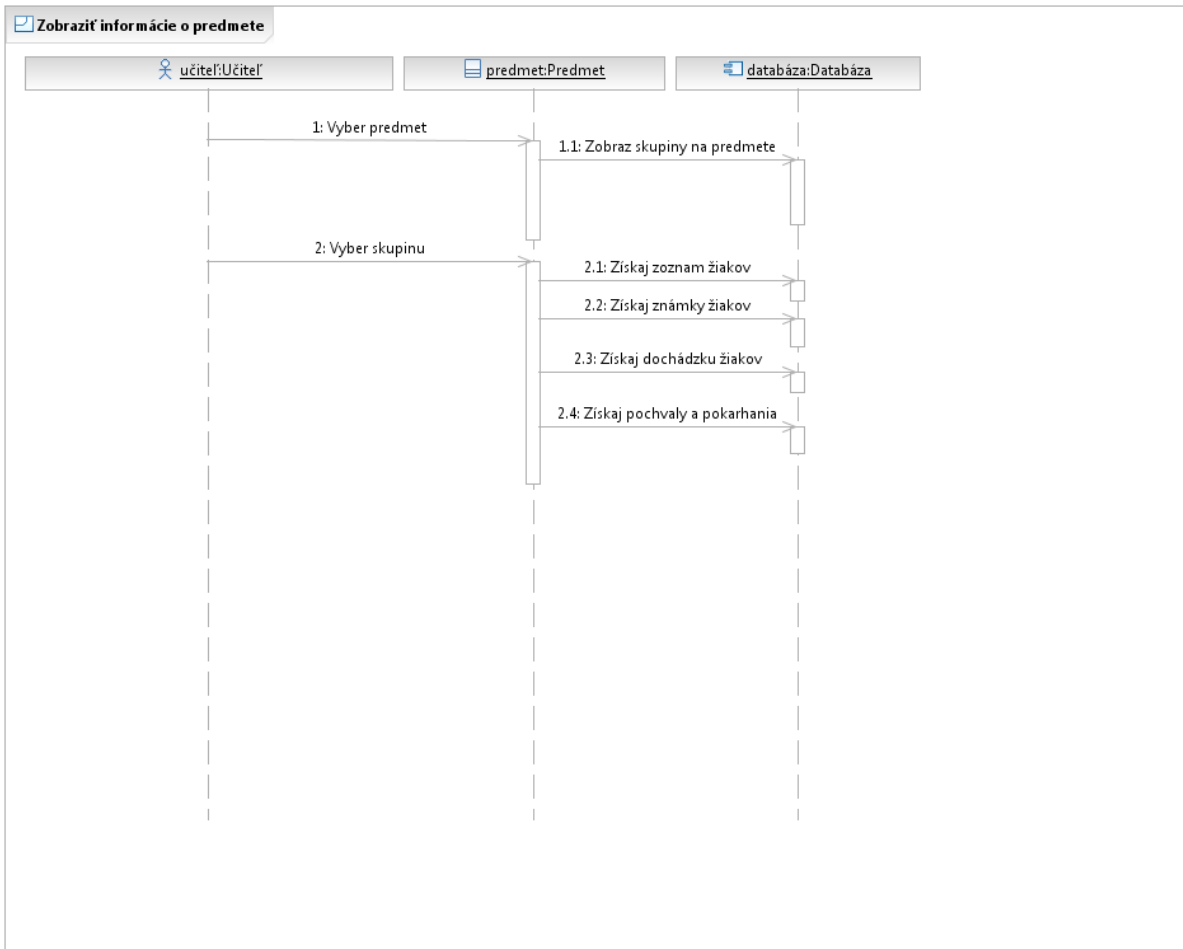 Zobraziť informácie o predmete
učiteľ:Učiteľ
predmet:Predmet
databáza:Databáza
1: Vyber predmet
1.1: Zobraz skupiny na predmete
2: Vyber skupinu
2.1: Získaj zoznam žiakov
2.2: Získaj známky žiakov
2.3: Získaj dochádzku žiakov
2.4: Získaj pochvaly a pokarhania